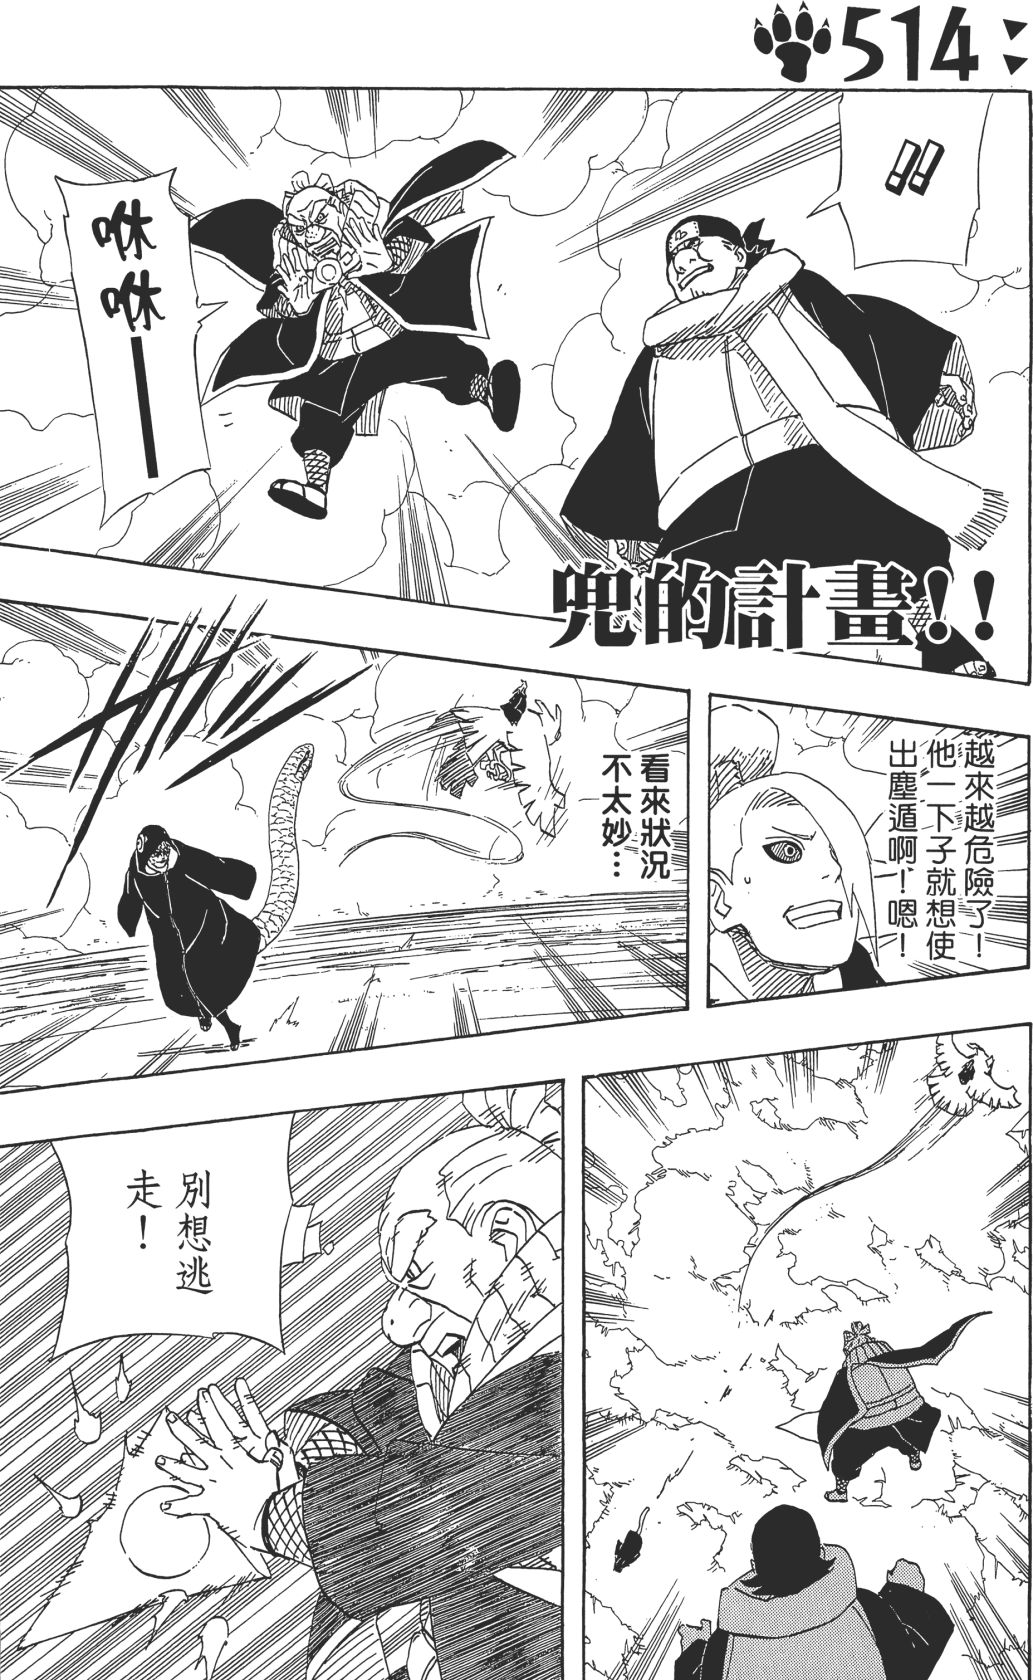 514：
!!
咻咻——
兜的計畫!!
越來越危險了！
他一下子就想使
出塵遁啊！嗯！
看來狀況
不太妙…
別想逃
走！